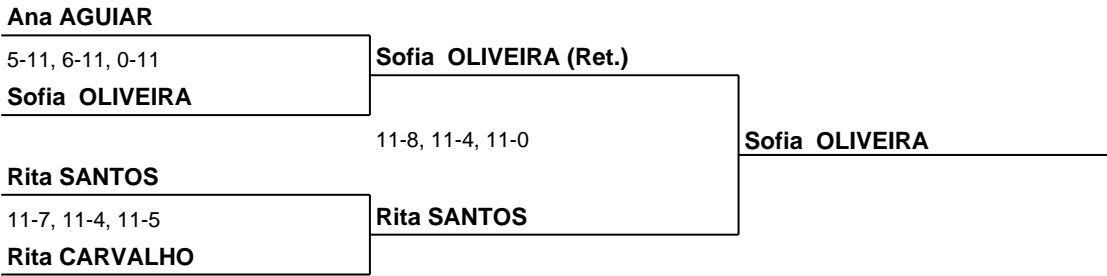 Ana AGUIAR
5-11, 6-11, 0-11
Sofia  OLIVEIRA (Ret.)
Sofia  OLIVEIRA
11-8, 11-4, 11-0
Sofia  OLIVEIRA
Rita SANTOS
11-7, 11-4, 11-5
Rita SANTOS
Rita CARVALHO